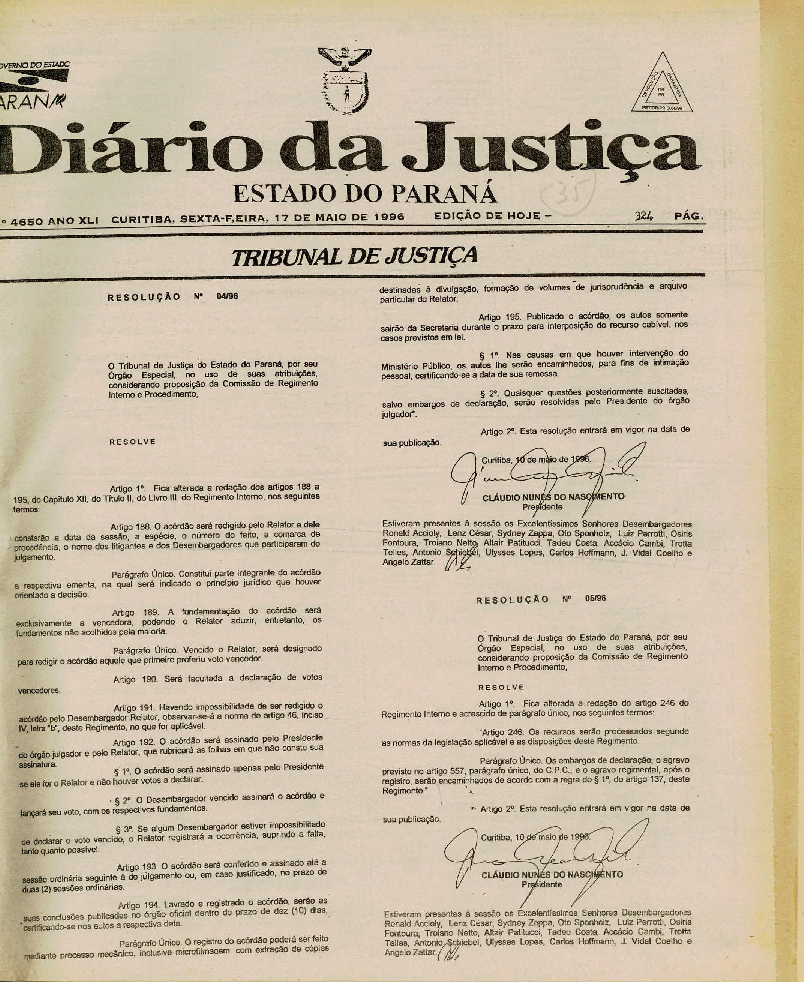 GOVERNO DO ESTADO
PARANÁ
Diário da Justiça
ESTADO DO PARANÁ
Nº 4650 ANO XLI CURITIBA, SEXTA-FEIRA, 17 DE MAIO DE 1996 EDIÇÃO DE HOJE – 324 PÁG.
35
TRIBUNAL DE JUSTIÇA
RESOLUÇÃO Nº 04/96
O Tribunal de Justiça do Estado do Paraná, por seu
Órgão Especial, no uso de suas atribuições,
considerando proposição da Comissão de Regimento
Interno e Procedimento,
RESOLVE
Artigo 1º. Fica alterada a redação dos artigos 188 a
195, do Capítulo XII, do Título II, do Livro III, do Regimento Interno, nos seguintes
termos:
Artigo 188. O acórdão será redigido pelo Relator e dele
constarão a data da sessão, a espécie, o número do feito, a comarca de
procedência, o nome dos litigantes e dos Desembargadores que participaram do
julgamento.
Parágrafo Único. Constitui parte integrante do acórdão
a respectiva ementa, na qual será indicado o princípio jurídico que houver
orientado a decisão.
Artigo 189. A fundamentação do acórdão será
exclusivamente a vencedora, podendo o Relator aduzir, entretanto, os
fundamentos não acolhidos pela maioria.
Parágrafo Único. Vencido o Relator, será designado
para redigir o acórdão aquele que primeiro proferiu voto vencedor.
Artigo 190. Será facultada a declaração de votos
vencedores.
Artigo 191. Havendo impossibilidade de ser redigido o
acórdão pelo Desembargador Relator, observar-se-á a norma do artigo 46, inciso
IV, letra "b", deste Regimento, no que for aplicável.
Artigo 192. O acórdão será assinado pelo Presidente
do órgão julgador e pelo Relator, que rubricará as folhas em que não conste sua
assinatura.
§ 1º. O acórdão será assinado apenas pelo Presidente
se ele for o Relator e não houver votos a declarar.
§ 2º. O Desembargador vencido assinará o acórdão e
lançará seu voto, com os respectivos fundamentos.
§ 3º. Se algum Desembargador estiver impossibilitado
de declarar o voto vencido, o Relator registrará a ocorrência, suprindo a falta,
tanto quanto possível.
Artigo 193. O acórdão será conferido e assinado até a
sessão ordinária seguinte à do julgamento ou, em caso justificado, no prazo de
duas (2) sessões ordinárias.
Artigo 194. Lavrado e registrado o acórdão, serão as
suas conclusões publicadas no órgão oficial dentro do prazo de dez (10) dias,
certificando-se nos autos a respectiva data.
Parágrafo Único. O registro do acórdão poderá ser feito
mediante processo mecânico, inclusive microfilmagem com extração de cópias
destinadas à divulgação, formação de volumes de jurisprudência e arquivo
particular do Relator.
Artigo 195. Publicado o acórdão, os autos somente
sairão da Secretaria durante o prazo para interposição do recurso cabível, nos
casos previstos em lei.
§ 1º. Nas causas em que houver intervenção do
Ministério Público, os autos lhe serão encaminhados, para fins de intimação
pessoal, certificando-se a data de sua remessa.
§ 2º. Quaisquer questões posteriormente suscitadas,
salvo embargos de declaração, serão resolvidas pelo Presidente do órgão
julgador".
Artigo 2º. Esta resolução entrará em vigor na data de
sua publicação.
Curitiba, 10 de maio de 1996.
CLÁUDIO NUNES DO NASCIMENTO
Presidente
Estiveram presentes à sessão os Excelentíssimos Senhores Desembargadores
Ronald Accioly, Lenz César, Sydney Zappa, Oto Sponholz, Luiz Perrotti, Osiris
Fontoura, Troiano Netto, Altair Patitucci, Tadeu Costa, Accácio Cambi, Trotta
Telles, Antonio Schiebel, Ulysses Lopes, Carlos Hoffmann, J. Vidal Coelho e
Angelo Zattar.
RESOLUÇÃO Nº 05/96
O Tribunal de Justiça do Estado do Paraná, por seu
Órgão Especial, no uso de suas atribuições,
considerando proposição da Comissão de Regimento
Interno e Procedimento,
RESOLVE
Artigo 1º. Fica alterada a redação do artigo 246 do
Regimento Interno e acrescido de parágrafo único, nos seguintes termos:
"Artigo 246. Os recursos serão processados segundo
as normas da legislação aplicável e as disposições deste Regimento.
Parágrafo Único. Os embargos de declaração, o agravo
previsto no artigo 557, parágrafo único, do C.P.C., e o agravo regimental, após o
registro, serão encaminhados de acordo com a regra do § 1º, do artigo 137, deste
Regimento."
Artigo 2º. Esta resolução entrará em vigor na data de
sua publicação.
Curitiba, 10 de maio de 1996.
CLÁUDIO NUNES DO NASCIMENTO
Presidente
Estiveram presentes à sessão os Excelentíssimos Senhores Desembargadores
Ronald Accioly, Lenz César, Sydney Zappa, Oto Sponholz, Luiz Perrotti, Osiris
Fontoura, Troiano Netto, Altair Patitucci, Tadeu Costa, Accácio Cambi, Trotta
Telles, Antonio Schiebel, Ulysses Lopes, Carlos Hoffmann, J. Vidal Coelho e
Angelo Zattar.